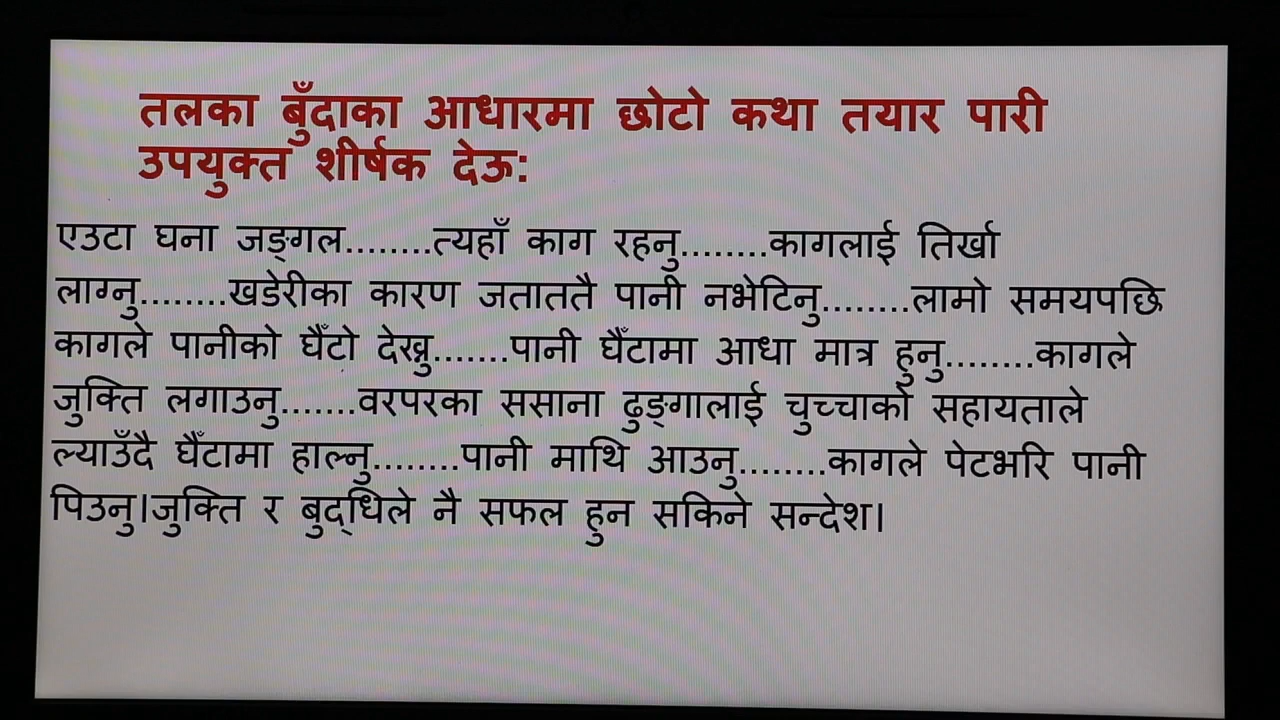 तलका बुँदाका आधारमा छोटो कथा तयार पारी
उपयुक्त शीर्षक देऊ:
एउटा घना जङ्गल........त्यहाँ काग रहनु........कागलाई तिर्खा
लाग्नु........खडेरीका कारण जताततै पानी नभेटिनु........लामो समयपछि
कागले पानीको घैँटो देख्नु.......पानी घैँटामा आधा मात्र हुनु........कागले
जुक्ति लगाउनु.......वरपरका ससाना ढुङ्गालाई चुच्चाको सहायताले
ल्याउँदै घैँटामा हाल्नु........पानी माथि आउनु........कागले पेटभरि पानी
पिउनु।जुक्ति र बुद्धिले नै सफल हुन सकिने सन्देश।